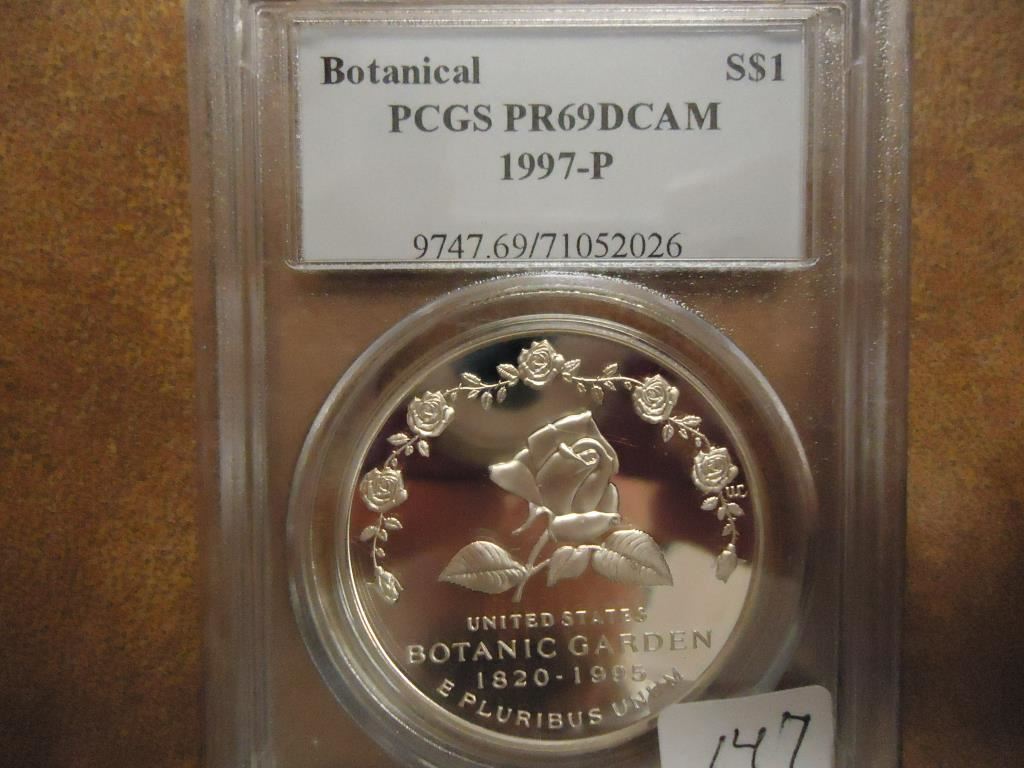 Botanical S$1
PCGS PR69DCAM
1997-P
9747.69/71052026
UNITED STATES
BOTANIC GARDEN
1820-1995
E PLURIBUS UNUM
147